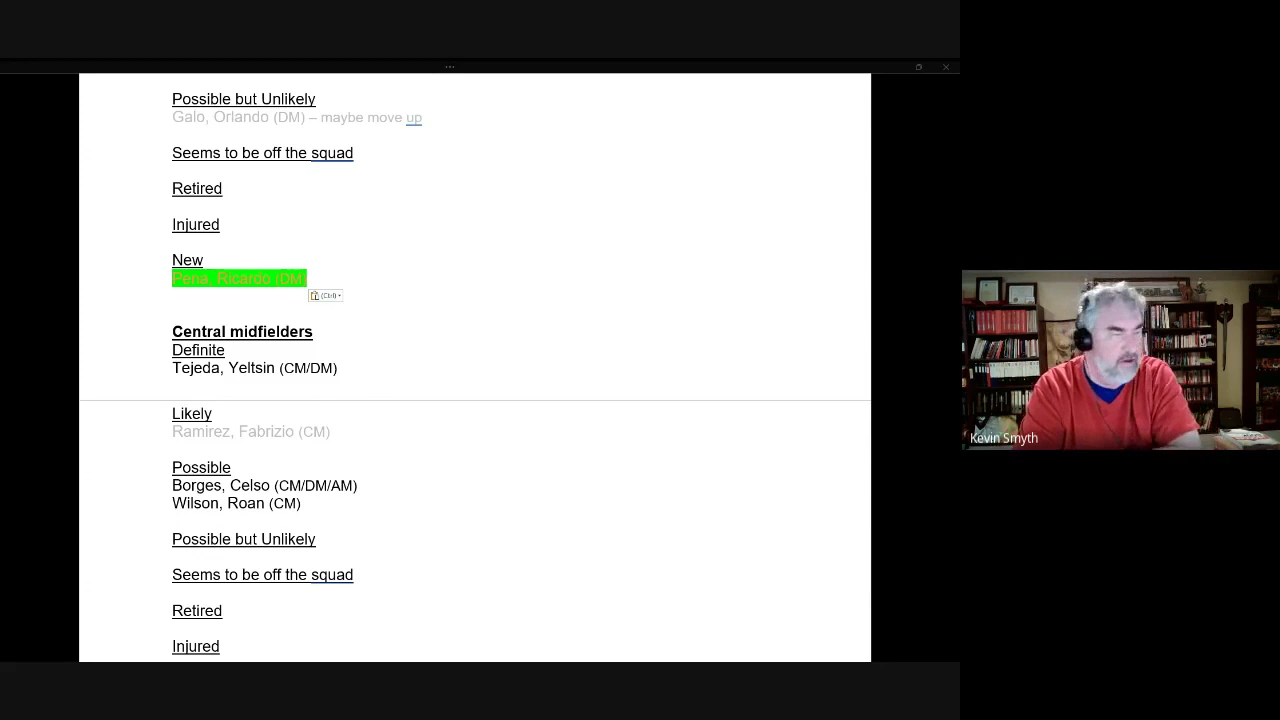 Possible but Unlikely
Galo, Orlando (DM) – maybe move up
Seems to be off the squad
Retired
Injured
New
Pena, Ricardo (DM)
(Ctrl)
Central midfielders
Definite
Tejeda, Yeltsin (CM/DM)
Likely
Ramirez, Fabrizio (CM)
Possible
Borges, Celso (CM/DM/AM)
Wilson, Roan (CM)
Possible but Unlikely
Seems to be off the squad
Retired
Injured
Kevin Smyth